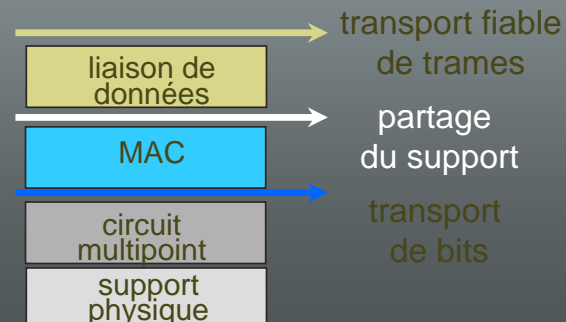 transport fiable
de trames
liaison de
données
partage
du support
MAC
transport
de bits
circuit
multipoint
support
physique